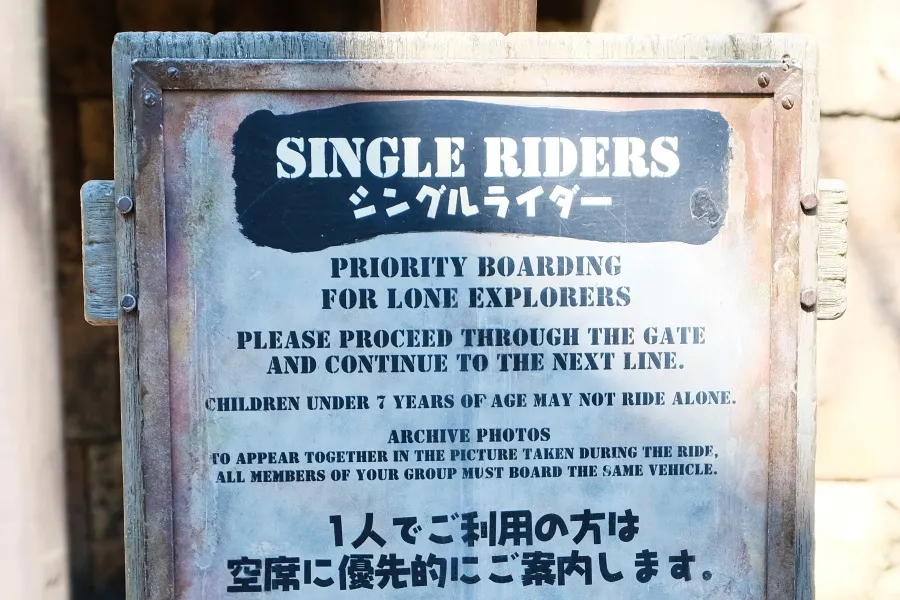 SINGLE RIDERS
シングルライダー
PRIORITY BOARDING
FOR LONE EXPLORERS
PLEASE PROCEED THROUGH THE GATE
AND CONTINUE TO THE NEXT LINE.
CHILDREN UNDER 7 YEARS OF AGE MAY NOT RIDE ALONE.
ARCHIVE PHOTOS
TO APPEAR TOGETHER IN THE PICTURE TAKEN DURING THE RIDE,
ALL MEMBERS OF YOUR GROUP MUST BOARD THE SAME VEHICLE.
1人でご利用の方は
空席に優先的にご案内します。